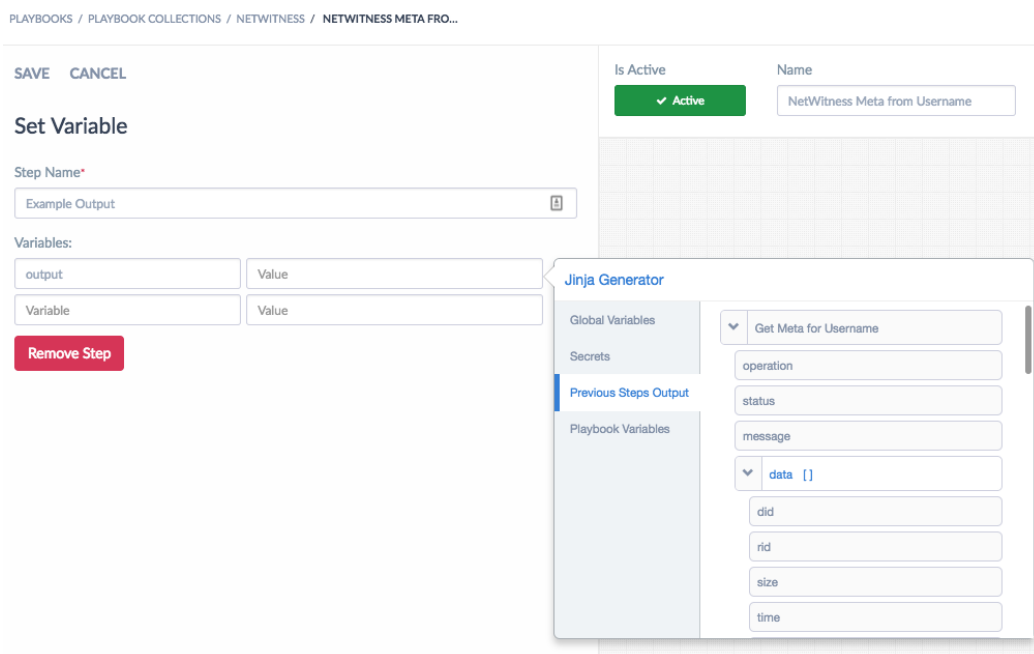 PLAYBOOKS / PLAYBOOK COLLECTIONS / NETWITNESS / NETWITNESS META FRO...
SAVE CANCEL
Set Variable
Step Name*
Example Output
Variables:
output Value
Variable Value
Remove Step
Is Active Name
Active NetWitness Meta from Username
Jinja Generator
Global Variables
Secrets
Previous Steps Output
Playbook Variables
Get Meta for Username
operation
status
message
data []
did
rid
size
time